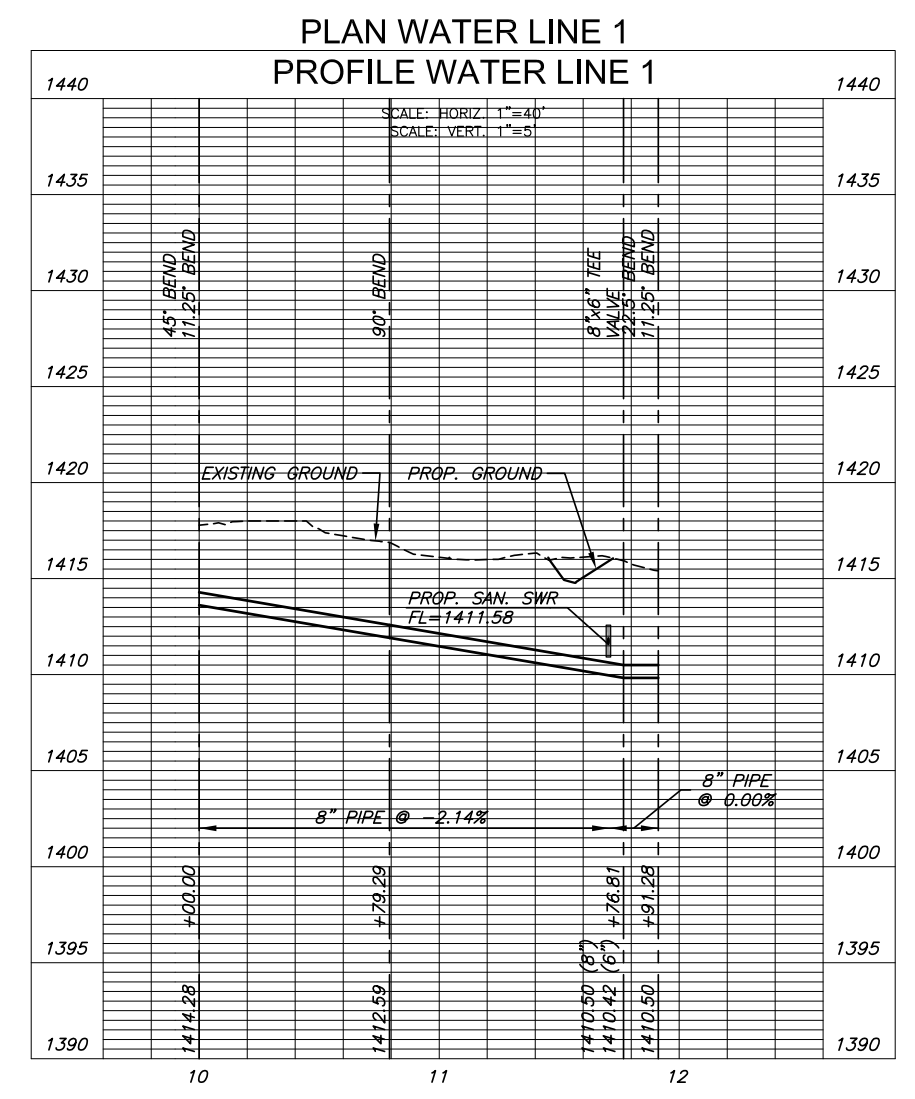 PLAN WATER LINE 1
PROFILE WATER LINE 1
1440 1440
SCALE: HORIZ. 1"=40'
SCALE: VERT. 1"=5'
1435 1435
45° BEND
11.25° BEND
90° BEND
8"x6" TEE
VALVE
22.5° BEND
11.25° BEND
1430 1430
1425 1425
1420 1420
EXISTING GROUND
PROP. GROUND
1415 1415
PROP. SAN. SWR
FL=1411.58
1410 1410
1405 1405
8" PIPE
@ 0.00%
8" PIPE @ -2.14%
1400 1400
+00.00
+79.29
+76.81
+91.28
1395 1395
1414.28
1412.59
1410.50 (8")
1410.42 (6")
1410.50
1390 1390
10 11 12